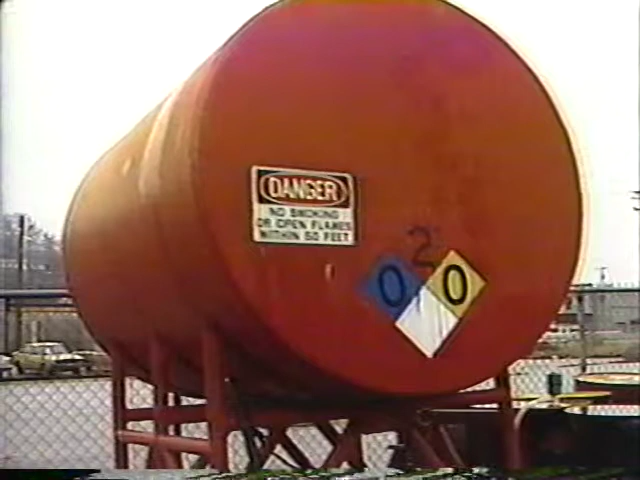 DANGER
NO SMOKING
OR OPEN FLAMES
WITHIN 50 FEET
2
0 0